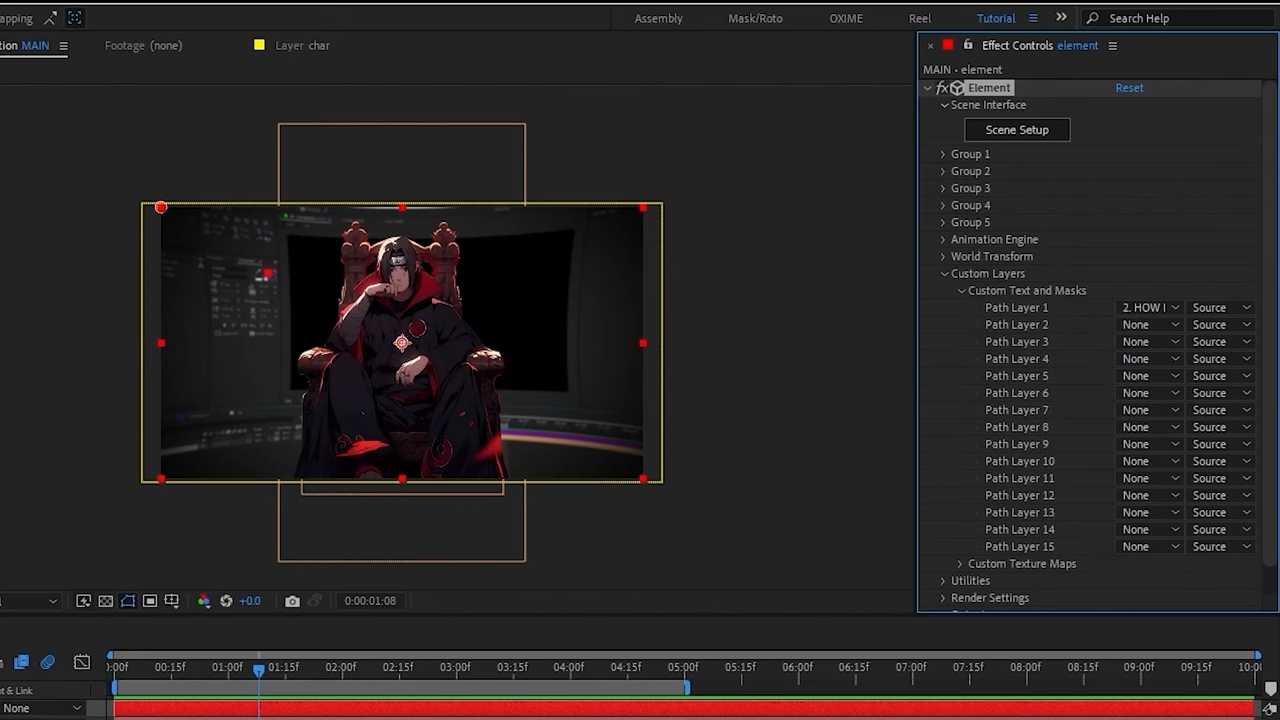 apping Assembly Mask/Roto OXIME Reel Tutorial Search Help
tion MAIN Footage (none) Layer char
Effect Controls element
MAIN • element
fx Element Reset
Scene Interface
Scene Setup
Group 1
Group 2
Group 3
Group 4
Group 5
Animation Engine
World Transform
Custom Layers
Custom Text and Masks
Path Layer 1 2. HOW I Source
Path Layer 2 None Source
Path Layer 3 None Source
Path Layer 4 None Source
Path Layer 5 None Source
Path Layer 6 None Source
Path Layer 7 None Source
Path Layer 8 None Source
Path Layer 9 None Source
Path Layer 10 None Source
Path Layer 11 None Source
Path Layer 12 None Source
Path Layer 13 None Source
Path Layer 14 None Source
Path Layer 15 None Source
Custom Texture Maps
Utilities
Render Settings
+0.0 0:00:01:08
):00f 00:15f 01:00f 01:15f 02:00f 02:15f 03:00f 03:15f 04:00f 04:15f 05:00f 05:15f 06:00f 06:15f 07:00f 07:15f 08:00f 08:15f 09:00f 09:15f 10:0
t & Link
None